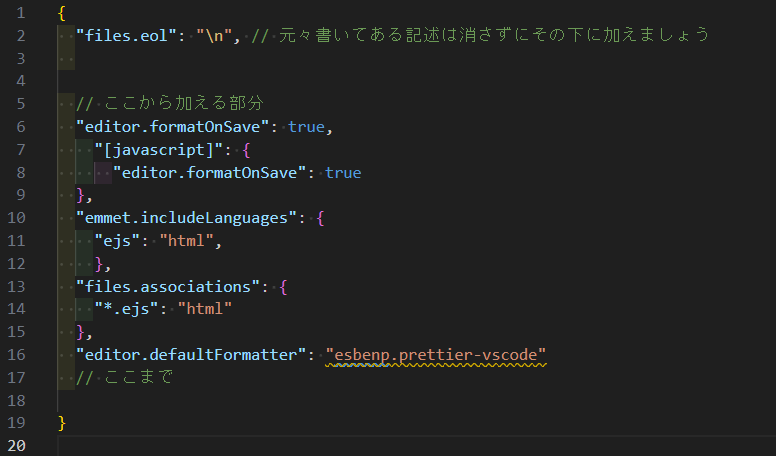 1 {
2 "files.eol": "\n", // 元々書いてある記述は消さずにその下に加えましょう
3
4
5 // ここから加える部分
6 "editor.formatOnSave": true,
7 "[javascript]": {
8 "editor.formatOnSave": true
9 },
10 "emmet.includeLanguages": {
11 "ejs": "html",
12 },
13 "files.associations": {
14 "*.ejs": "html"
15 },
16 "editor.defaultFormatter": "esbenp.prettier-vscode"
17 // ここまで
18
19 }
20